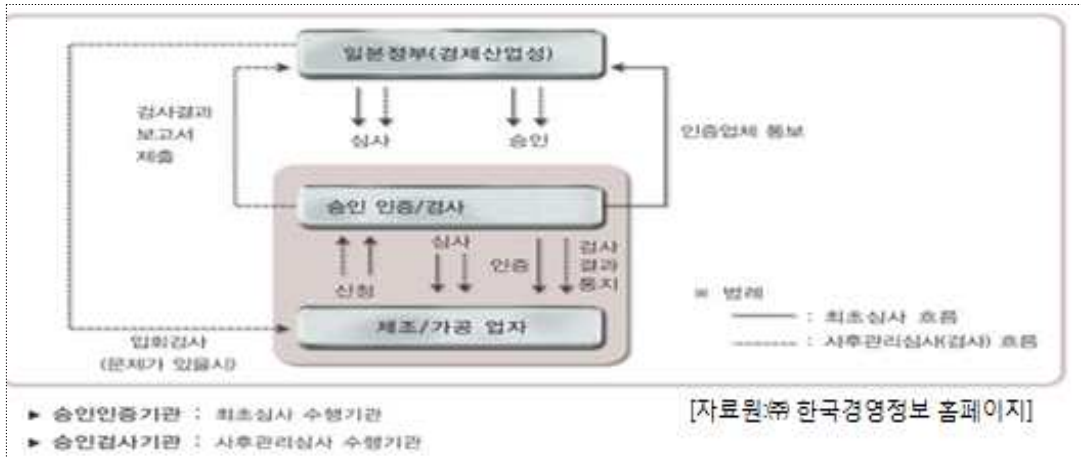 일본정부(경제산업성)
검사결과
보고서
제출
심사
승인
인증업체 통보
승인 인증/검사
신청
심사
인증
검사
결과
통지
제조/가공 업자
입회검사
(문제가 있을시)
※ 범례
: 최초심사 흐름
: 사후관리심사(검사) 흐름
► 승인인증기관 : 최초심사 수행기관
► 승인검사기관 : 사후관리심사 수행기관
[자료원:㈜ 한국경영정보 홈페이지]